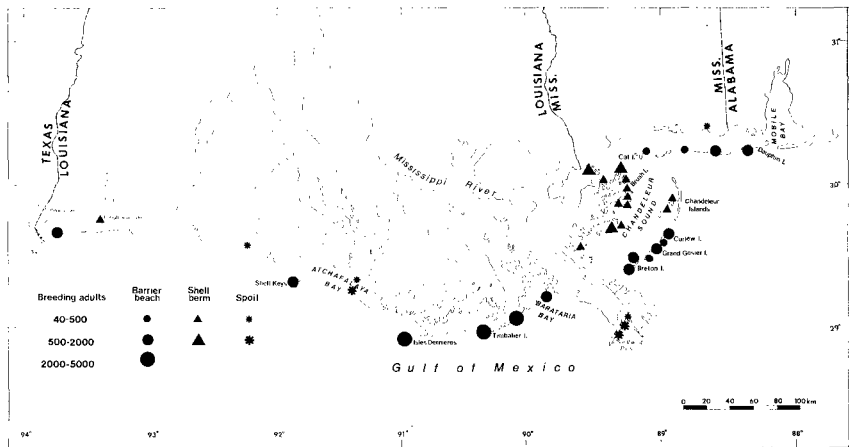 31
TEXAS
LOUISIANA
LOUISIANA
MISS.
MISS.
ALABAMA
MOBILE
BAY
Mississippi River
Cat I.
Brush I.
Dauphin I.
30
CHANDELEUR
SOUND
Chandeleur
Islands
Curlew I.
Grand Gosier I.
Breton I.
Shell Keys
ATCHAFALAYA
BAY
BARATARIA
BAY
Isles Dernieres
Timbalier I.
29
Gulf of Mexico
Breeding adults
Barrier
beach
Shell
berm
Spoil
40-500
500-2000
2000-5000
0 20 40 60 80 100 km
94
93
92
91
90
89
88